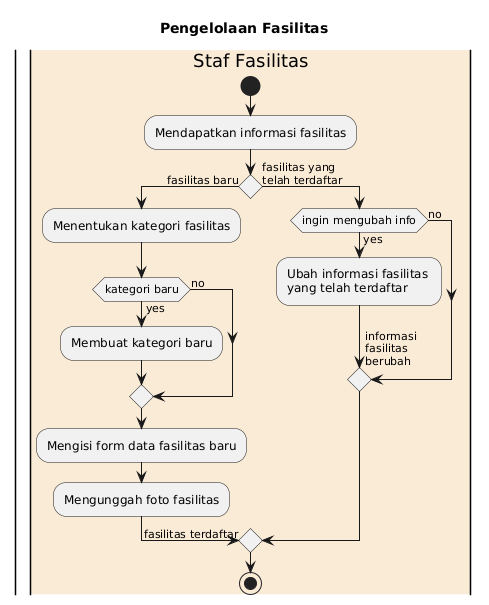 Pengelolaan Fasilitas
Staf Fasilitas
Mendapatkan informasi fasilitas
fasilitas baru
fasilitas yang
telah terdaftar
Menentukan kategori fasilitas
ingin mengubah info
no
yes
kategori baru
no
yes
Ubah informasi fasilitas
yang telah terdaftar
Membuat kategori baru
informasi
fasilitas
berubah
Mengisi form data fasilitas baru
Mengunggah foto fasilitas
fasilitas terdaftar